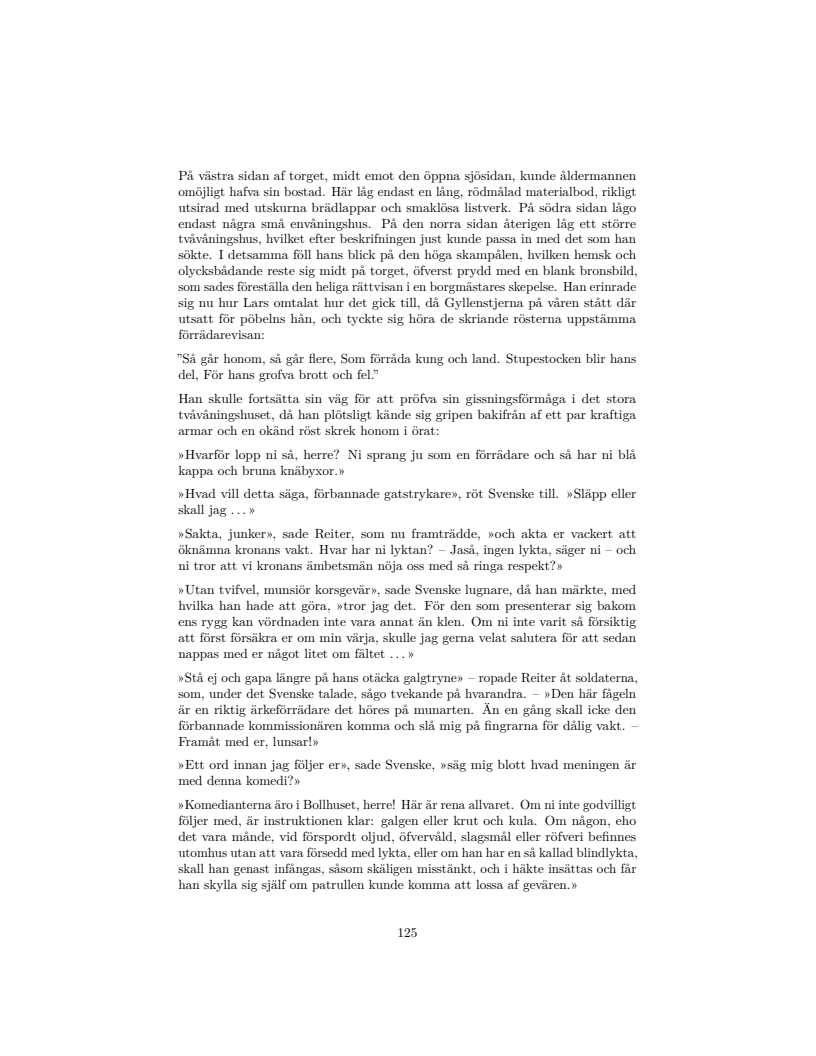 På västra sidan af torget, midt emot den öppna sjösidan, kunde åldermannen
omöjligt hafva sin bostad. Här låg endast en lång, rödmålad materialbod, rikligt
utsirad med utskurna brädlappar och smaklösa listverk. På södra sidan lågo
endast några små envåningshus. På den norra sidan återigen låg ett större
tvåvåningshus, hvilket efter beskrifningen just kunde passa in med det som han
sökte. I detsamma föll hans blick på den höga skampålen, hvilken hemsk och
olycksbådande reste sig midt på torget, öfverst prydd med en blank bronsbild,
som sades föreställa den heliga rättvisan i en borgmästares skepelse. Han erinrade
sig nu hur Lars omtalat hur det gick till, då Gyllenstjerna på våren stått där
utsatt för pöbelns hån, och tyckte sig höra de skriande rösterna uppstämma
förrädarevisan:
”Så går honom, så går flere, Som förråda kung och land. Stupestocken blir hans
del, För hans grofva brott och fel.”
Han skulle fortsätta sin väg för att pröfva sin gissningsförmåga i det stora
tvåvåningshuset, då han plötsligt kände sig gripen bakifrån af ett par kraftiga
armar och en okänd röst skrek honom i örat:
»Hvarför lopp ni så, herre? Ni sprang ju som en förrädare och så har ni blå
kappa och bruna knäbyxor.»
»Hvad vill detta säga, förbannade gatstrykare», röt Svenske till. »Släpp eller
skall jag . . . »
»Sakta, junker», sade Reiter, som nu framträdde, »och akta er vackert att
öknämna kronans vakt. Hvar har ni lyktan? – Jaså, ingen lykta, säger ni – och
ni tror att vi kronans ämbetsmän nöja oss med så ringa respekt?»
»Utan tvifvel, munsiör korsgevär», sade Svenske lugnare, då han märkte, med
hvilka han hade att göra, »tror jag det. För den som presenterar sig bakom
ens rygg kan vördnaden inte vara annat än klen. Om ni inte varit så försiktig
att först försäkra er om min värja, skulle jag gerna velat salutera för att sedan
nappas med er något litet om fältet . . . »
»Stå ej och gapa längre på hans otäcka galgtryne» – ropade Reiter åt soldaterna,
som, under det Svenske talade, sågo tvekande på hvarandra. – »Den här fågeln
är en riktig ärkeförrädare det höres på munarten. Än en gång skall icke den
förbannade kommissionären komma och slå mig på fingrarna för dålig vakt. –
Framåt med er, lunsar!»
»Ett ord innan jag följer er», sade Svenske, »säg mig blott hvad meningen är
med denna komedi?»
»Komedianterna äro i Bollhuset, herre! Här är rena allvaret. Om ni inte godvilligt
följer med, är instruktionen klar: galgen eller krut och kula. Om någon, eho
det vara månde, vid förspordt oljud, öfvervåld, slagsmål eller röfveri befinnes
utomhus utan att vara försedd med lykta, eller om han har en så kallad blindlykta,
skall han genast infångas, såsom skäligen misstänkt, och i häkte insättas och får
han skylla sig själf om patrullen kunde komma att lossa af gevären.»
125